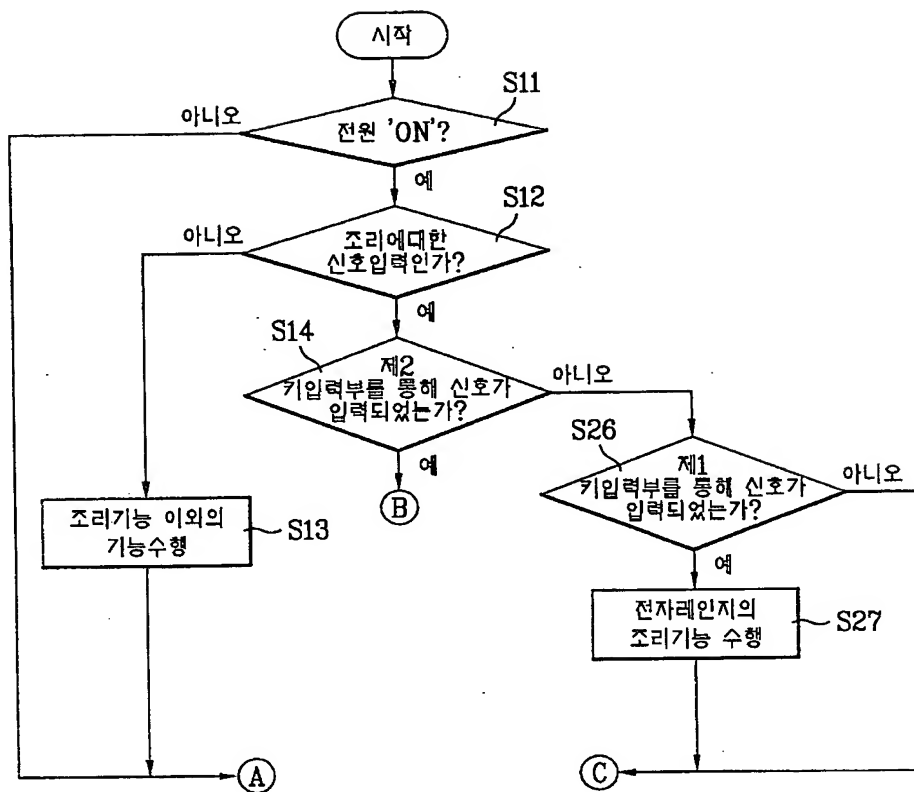 시작
S11
아니오
전원 'ON'?
예
S12
아니오
조리에대한
신호입력인가?
예
S14
제2
키입력부를 통해 신호가
입력되었는가?
아니오
예
B
S26
제1
키입력부를 통해 신호가
입력되었는가?
아니오
예
조리기능 이외의
기능수행
S13
전자레인지의
조리기능 수행
S27
A
C